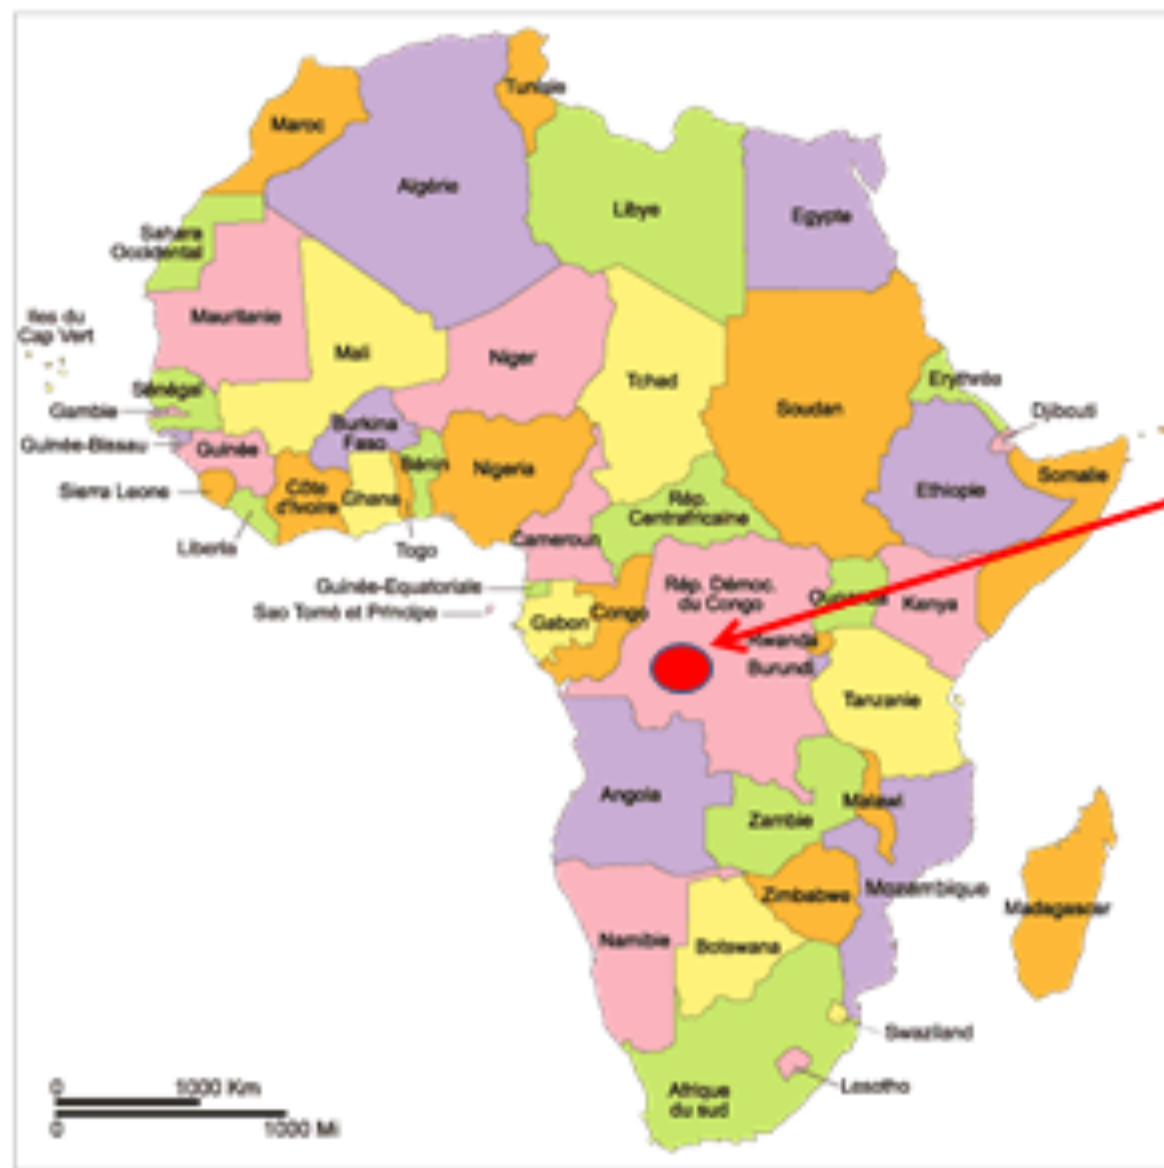 Tunisie
Maroc
Algérie
Libye
Egypte
Sahara
Occidental
Iles du
Cap Vert
Mauritanie
Mali
Niger
Tchad
Soudan
Erythrée
Djibouti
Sénégal
Gambie
Guinée-Bissau
Guinée
Burkina
Faso
Bénin
Nigeria
Sierra Leone
Côte
d'Ivoire
Ghana
Liberia
Togo
Cameroun
Rép.
Centrafricaine
Ethiopie
Somalie
Guinée-Equatoriale
Sao Tomé et Principe
Gabon
Congo
Rép. Démoc.
du Congo
Kenya
Rwanda
Burundi
Tanzanie
Angola
Zambie
Malawi
Mozambique
Zimbabwe
Madagascar
Namibie
Botswana
Swaziland
Lesotho
Afrique
du sud
0 1000 Km
0 1000 Mi